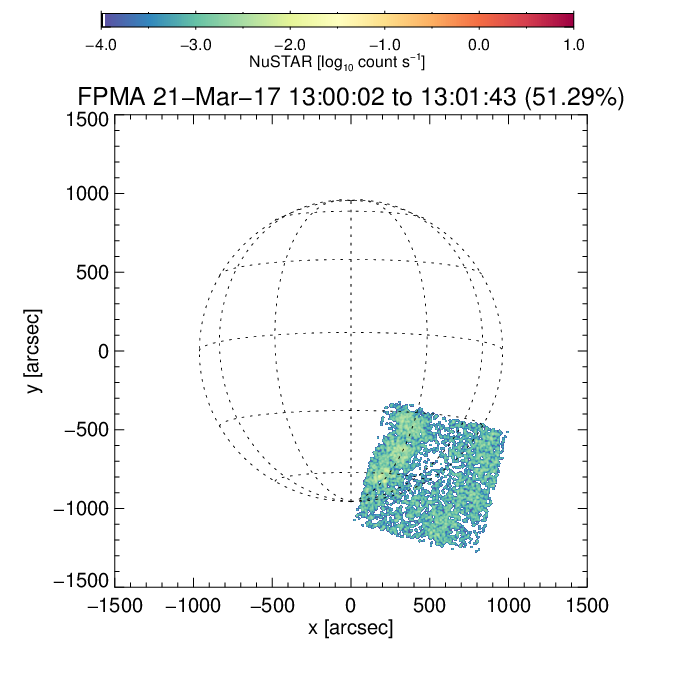 −4.0 −3.0 −2.0 −1.0 0.0 1.0
NuSTAR [log₁₀ count s⁻¹]
FPMA 21−Mar−17 13:00:02 to 13:01:43 (51.29%)
1500
1000
500
0
−500
−1000
−1500
y [arcsec]
−1500 −1000 −500 0 500 1000 1500
x [arcsec]